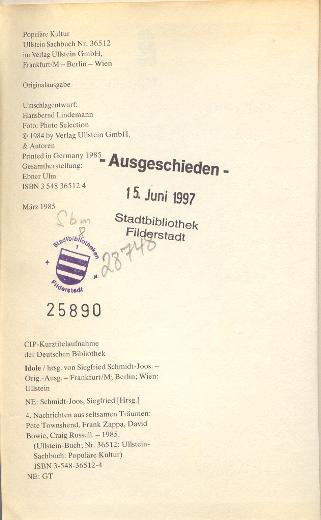 Populäre Kultur
Ullstein Sachbuch Nr. 36512
im Verlag Ullstein GmbH,
Frankfurt/M – Berlin – Wien
Originalausgabe
Umschlagentwurf:
Hansbernd Lindemann
Foto: Photo Selection
© 1984 by Verlag Ullstein GmbH,
& Autoren
Printed in Germany 1985
Gesamtherstellung:
Ebner Ulm
ISBN 3 548 36512 4
März 1985
- Ausgeschieden -
15. Juni 1997
Stadtbibliothek
Filderstadt
Sbm
8
28748
Stadtbibliotheken
Filderstadt
25890
CIP-Kurztitelaufnahme
der Deutschen Bibliothek
Idole / hrsg. von Siegfried Schmidt-Joos. –
Orig.-Ausg. – Frankfurt/M; Berlin; Wien:
Ullstein
NE: Schmidt-Joos, Siegfried [Hrsg.]
4. Nachrichten aus seltsamen Träumen:
Pete Townshend, Frank Zappa, David
Bowie, Craig Russell. – 1985.
(Ullstein-Buch; Nr. 36512: Ullstein-
Sachbuch: Populäre Kultur)
ISBN 3-548-36512-4
NE: GT